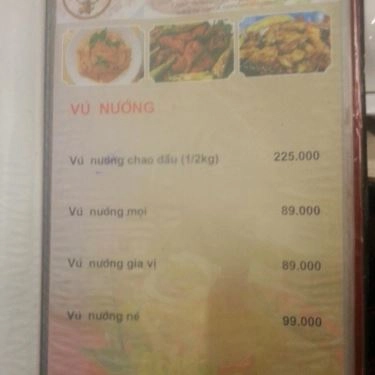 VÚ NƯỚNG
Vú nướng chao dầu (1/2kg) 225.000
Vú nướng mọi 89.000
Vú nướng gia vị 89.000
Vú nướng né 99.000